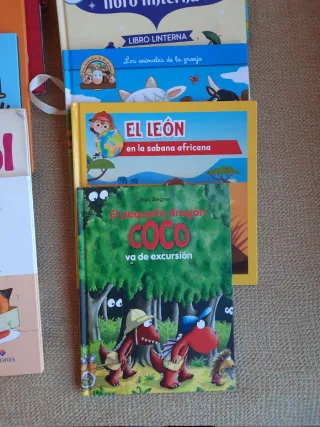 LIBRO LINTERNA
Los animales de la granja
EL LEÓN
en la sabana africana
Ingo Siegner
El pequeño dragón
COCO
va de excursión